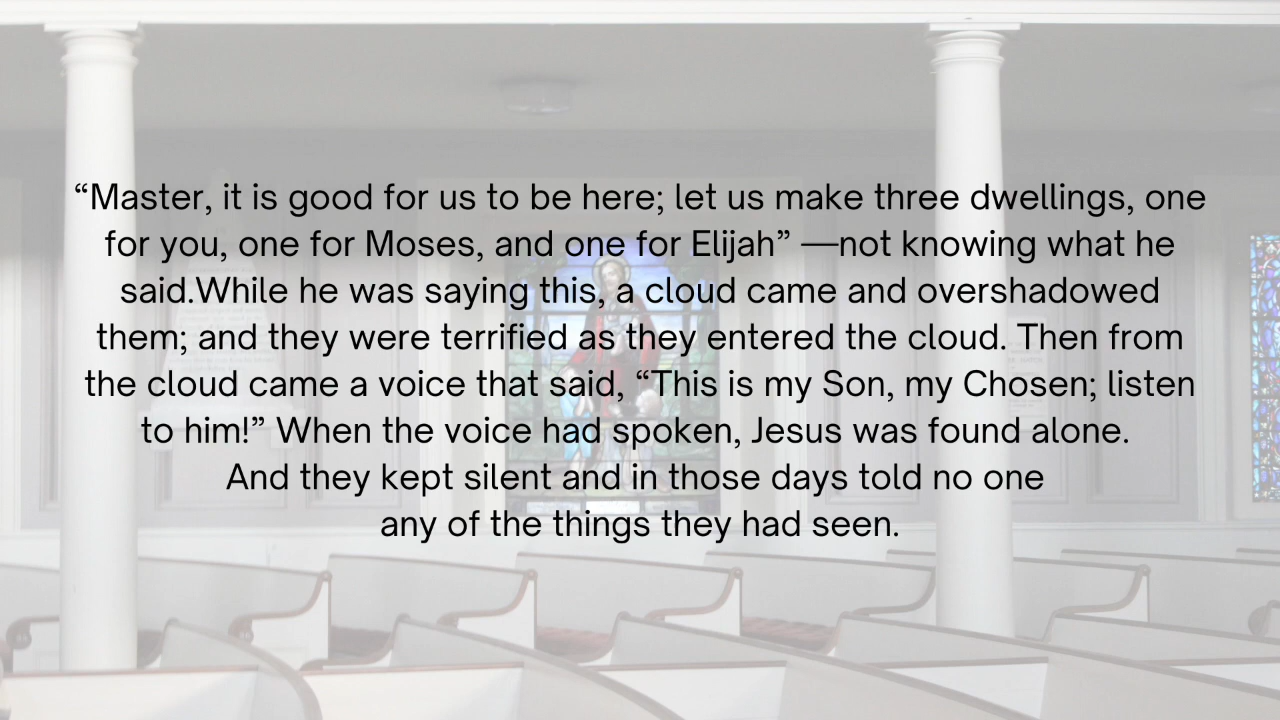 “Master, it is good for us to be here; let us make three dwellings, one
for you, one for Moses, and one for Elijah” —not knowing what he
said.While he was saying this, a cloud came and overshadowed
them; and they were terrified as they entered the cloud. Then from
the cloud came a voice that said, “This is my Son, my Chosen; listen
to him!” When the voice had spoken, Jesus was found alone.
And they kept silent and in those days told no one
any of the things they had seen.